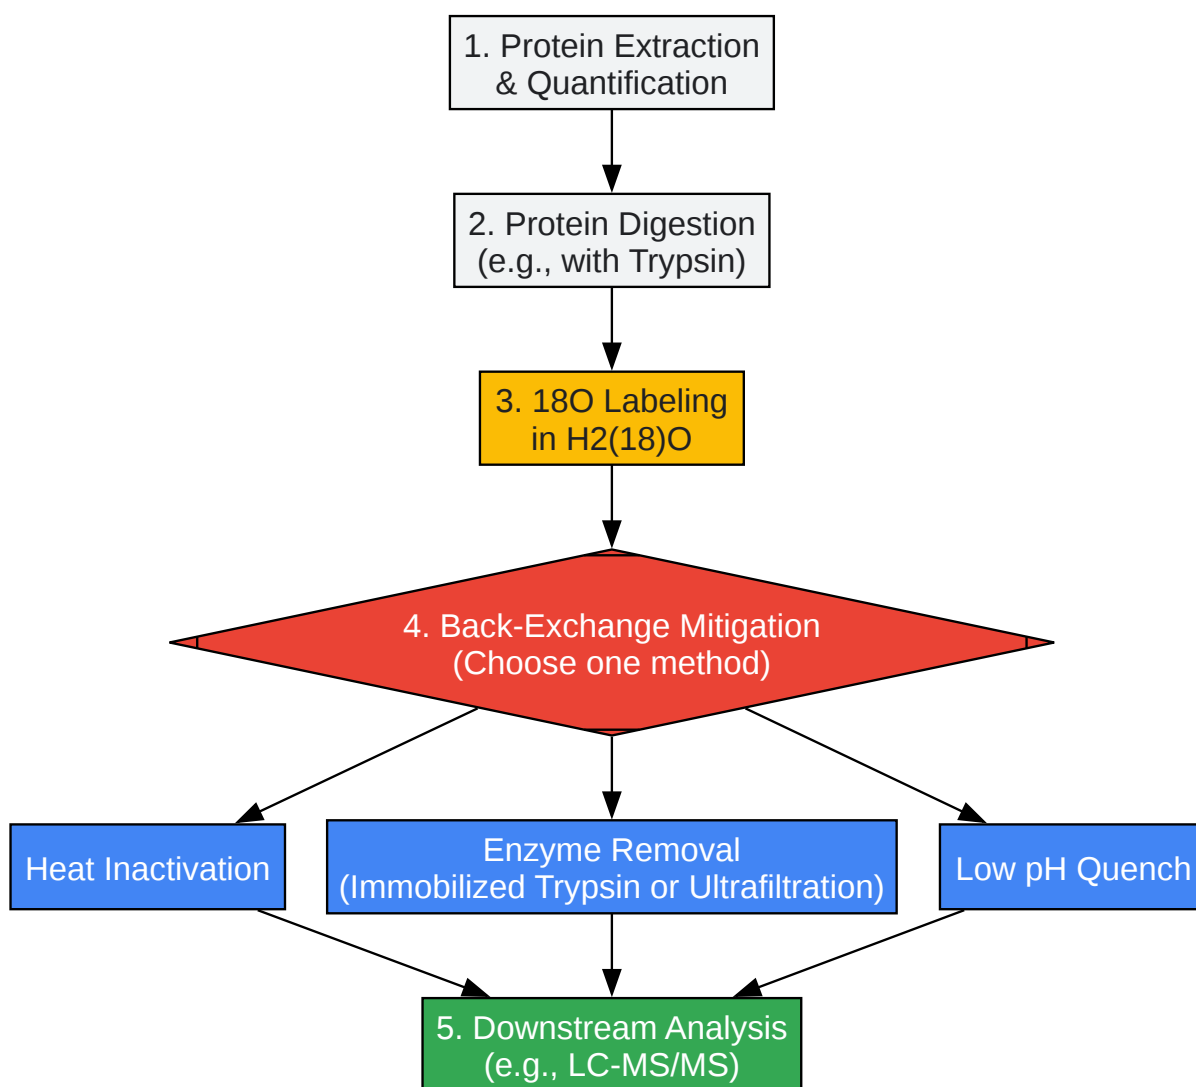 1. Protein Extraction
& Quantification
2. Protein Digestion
(e.g., with Trypsin)
3. 18O Labeling
in H2(18)O
4. Back-Exchange Mitigation
(Choose one method)
Heat Inactivation
Enzyme Removal
(Immobilized Trypsin or Ultrafiltration)
Low pH Quench
5. Downstream Analysis
(e.g., LC-MS/MS)